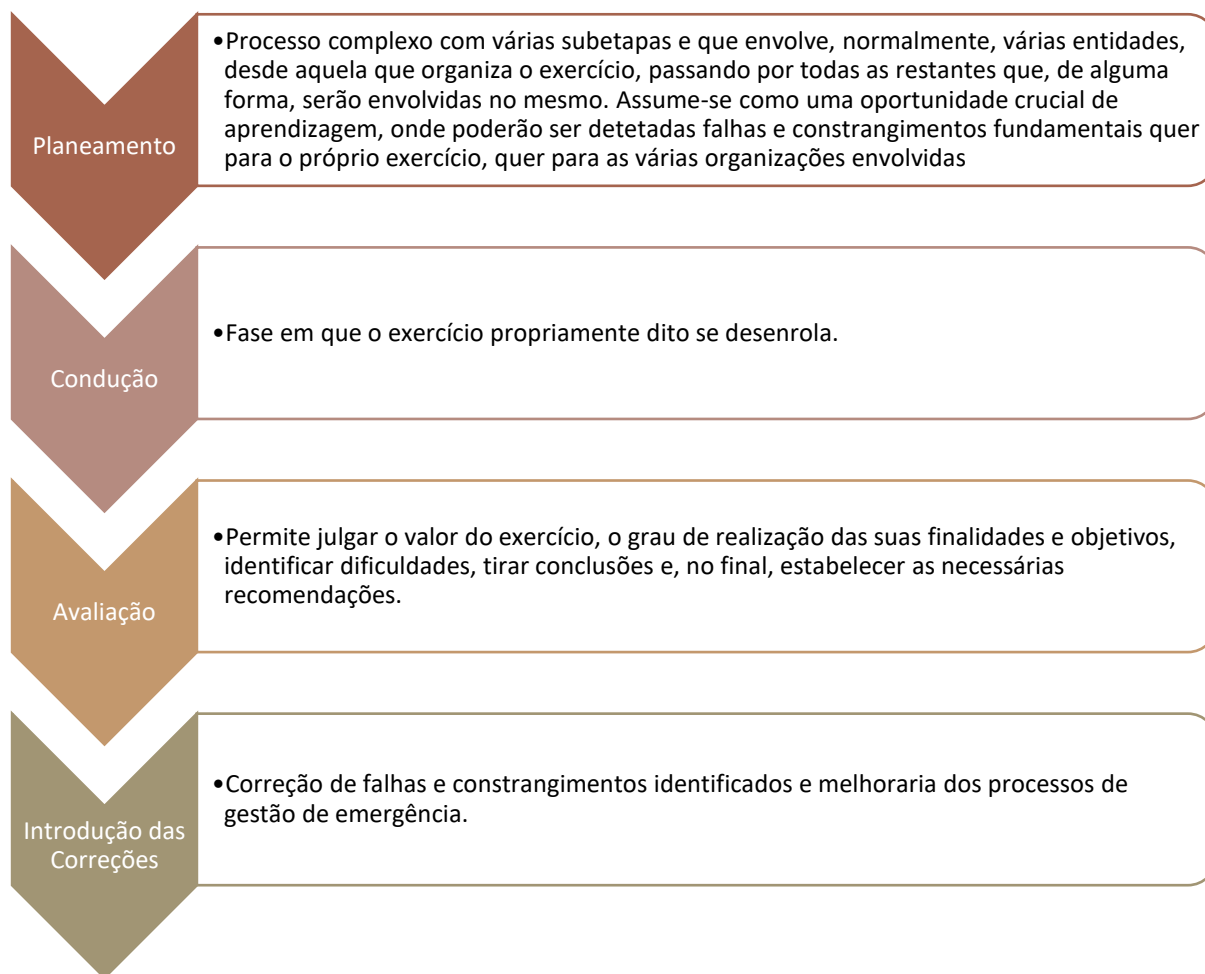 Planeamento
•Processo complexo com várias subetapas e que envolve, normalmente, várias entidades,
desde aquela que organiza o exercício, passando por todas as restantes que, de alguma
forma, serão envolvidas no mesmo. Assume-se como uma oportunidade crucial de
aprendizagem, onde poderão ser detetadas falhas e constrangimentos fundamentais quer
para o próprio exercício, quer para as várias organizações envolvidas
Condução
•Fase em que o exercício propriamente dito se desenrola.
Avaliação
•Permite julgar o valor do exercício, o grau de realização das suas finalidades e objetivos,
identificar dificuldades, tirar conclusões e, no final, estabelecer as necessárias
recomendações.
Introdução das
Correções
•Correção de falhas e constrangimentos identificados e melhoraria dos processos de
gestão de emergência.